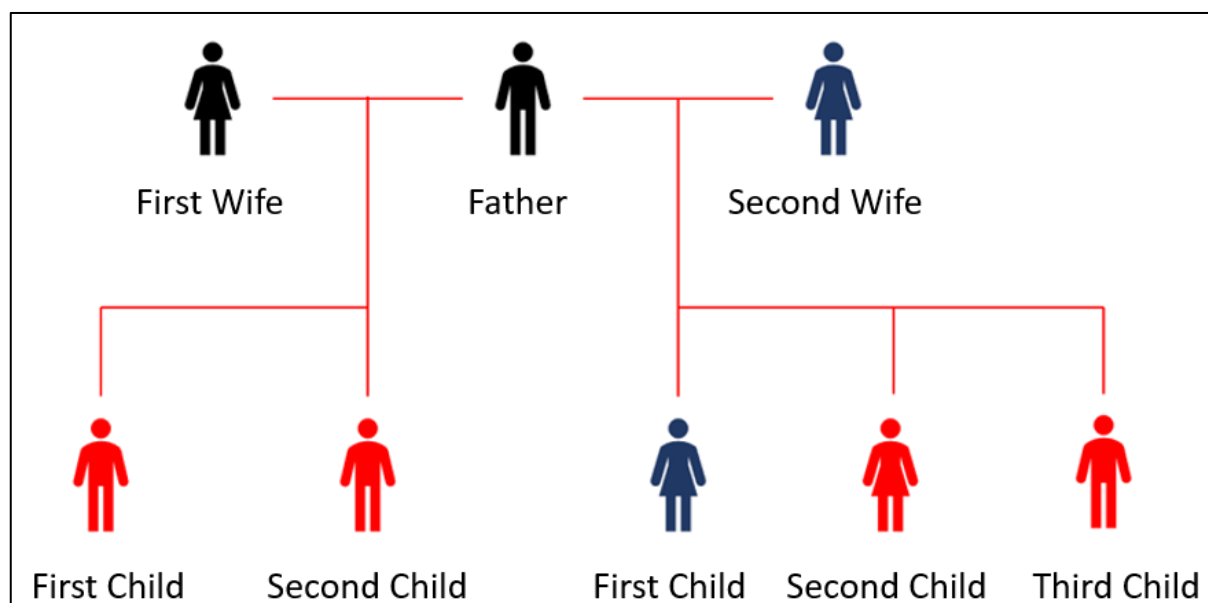 First Wife
Father
Second Wife
First Child
Second Child
First Child
Second Child
Third Child